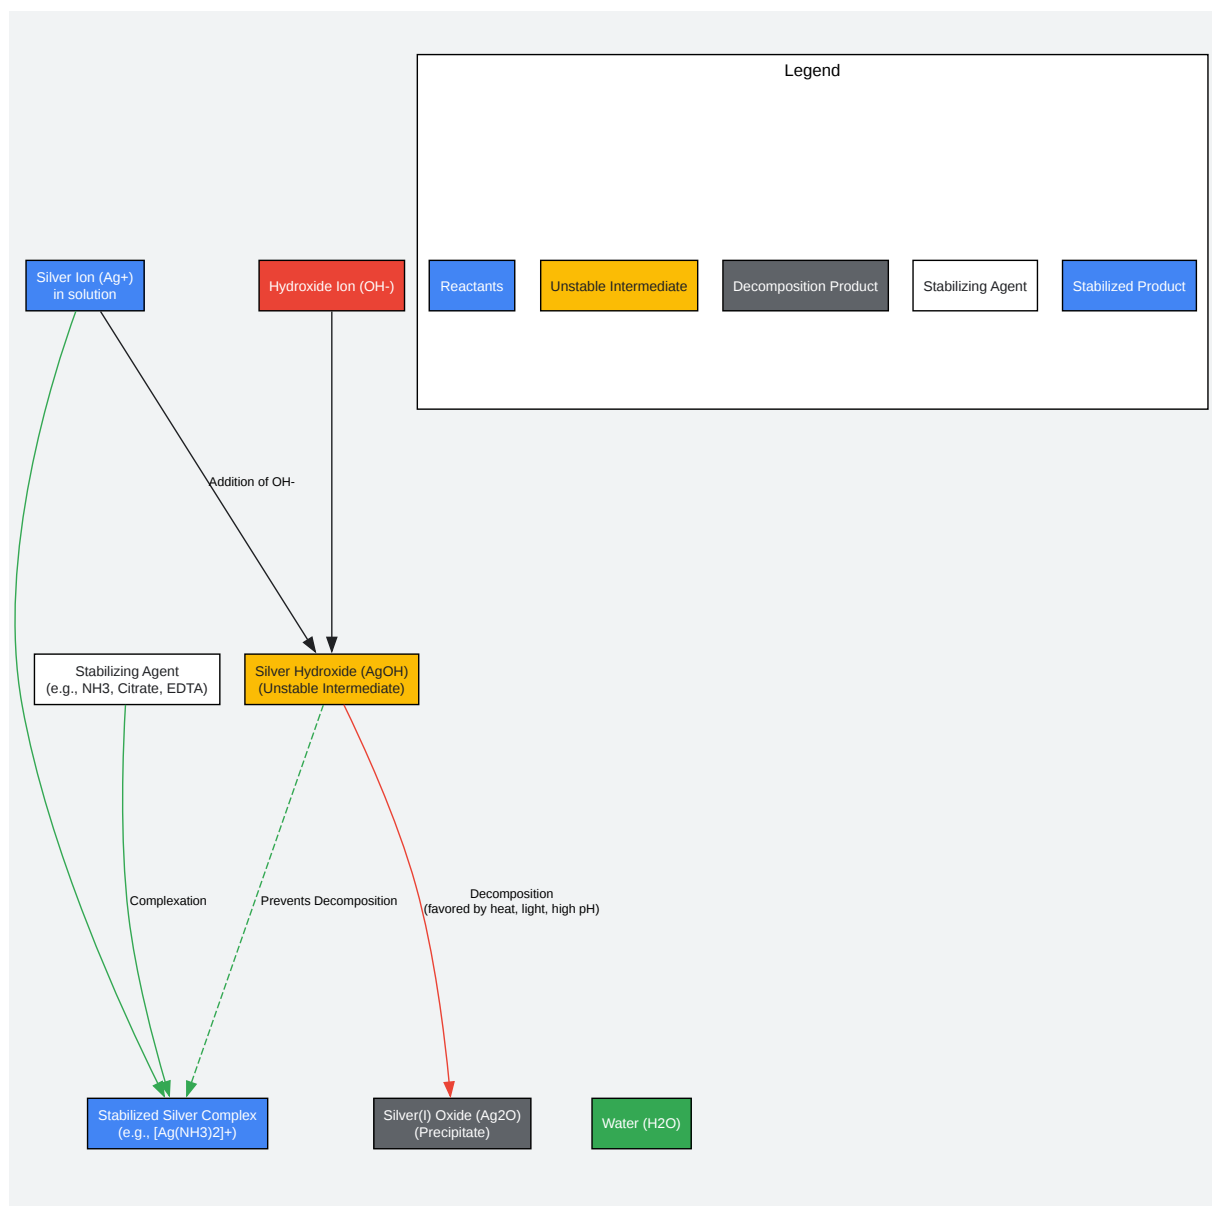 Legend
Silver Ion (Ag+)
in solution
Hydroxide Ion (OH-)
Reactants
Unstable Intermediate
Decomposition Product
Stabilizing Agent
Stabilized Product
Addition of OH-
Stabilizing Agent
(e.g., NH3, Citrate, EDTA)
Silver Hydroxide (AgOH)
(Unstable Intermediate)
Complexation
Prevents Decomposition
Decomposition
(favored by heat, light, high pH)
Stabilized Silver Complex
(e.g., [Ag(NH3)2]+)
Silver(I) Oxide (Ag2O)
(Precipitate)
Water (H2O)